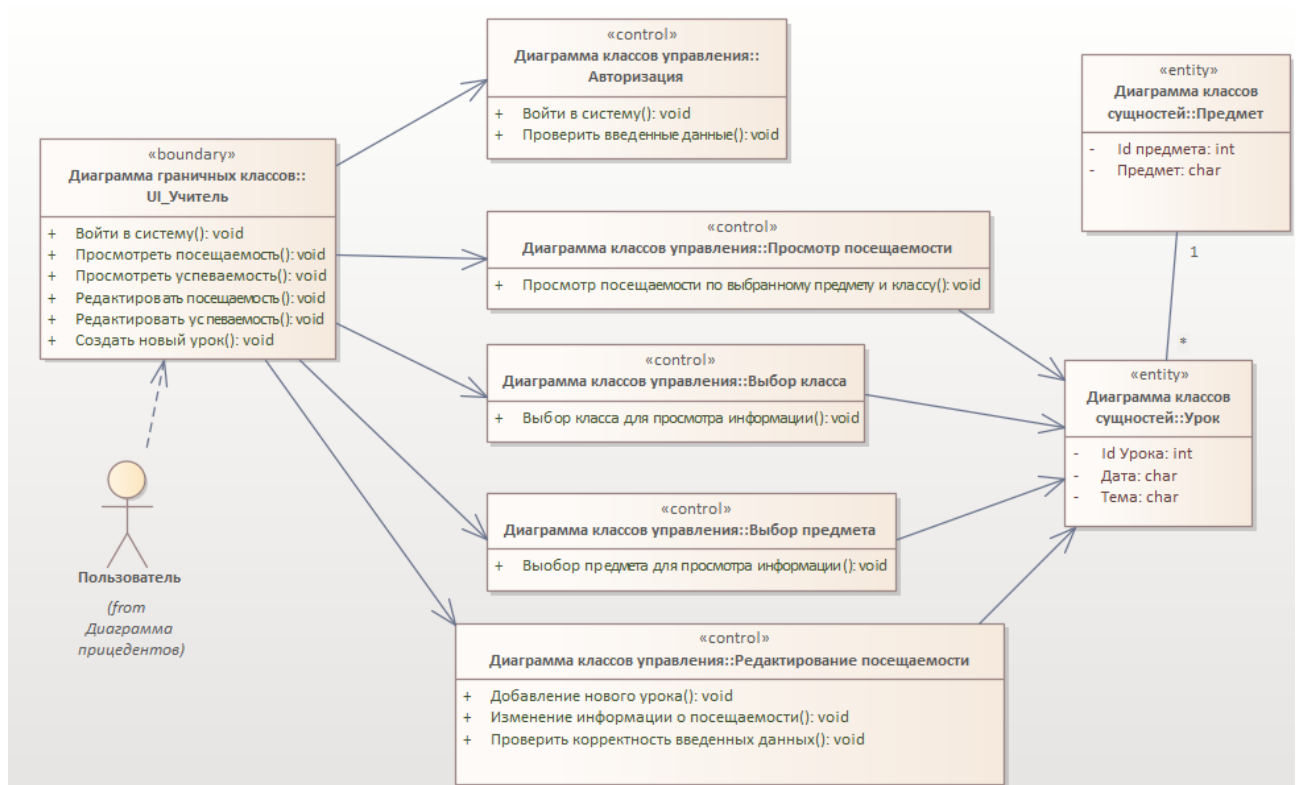 «control»
Диаграмма классов управления::
Авторизация
+ Войти в систему(): void
+ Проверить введенные данные(): void
«entity»
Диаграмма классов
сущностей::Предмет
- Id предмета: int
- Предмет: char
«boundary»
Диаграмма граничных классов::
UI_Учитель
+ Войти в систему(): void
+ Просмотреть посещаемость(): void
+ Просмотреть успеваемость(): void
+ Редактировать посещаемость(): void
+ Редактировать успеваемость(): void
+ Создать новый урок(): void
«control»
Диаграмма классов управления::Просмотр посещаемости
+ Просмотр посещаемости по выбранному предмету и классу(): void
1
*
«control»
Диаграмма классов управления::Выбор класса
+ Выбор класса для просмотра информации(): void
«entity»
Диаграмма классов
сущностей::Урок
- Id Урока: int
- Дата: char
- Тема: char
«control»
Диаграмма классов управления::Выбор предмета
+ Выобор предмета для просмотра информации(): void
Пользователь
(from
Диаграмма
прицедентов)
«control»
Диаграмма классов управления::Редактирование посещаемости
+ Добавление нового урока(): void
+ Изменение информации о посещаемости(): void
+ Проверить корректность введенных данных(): void